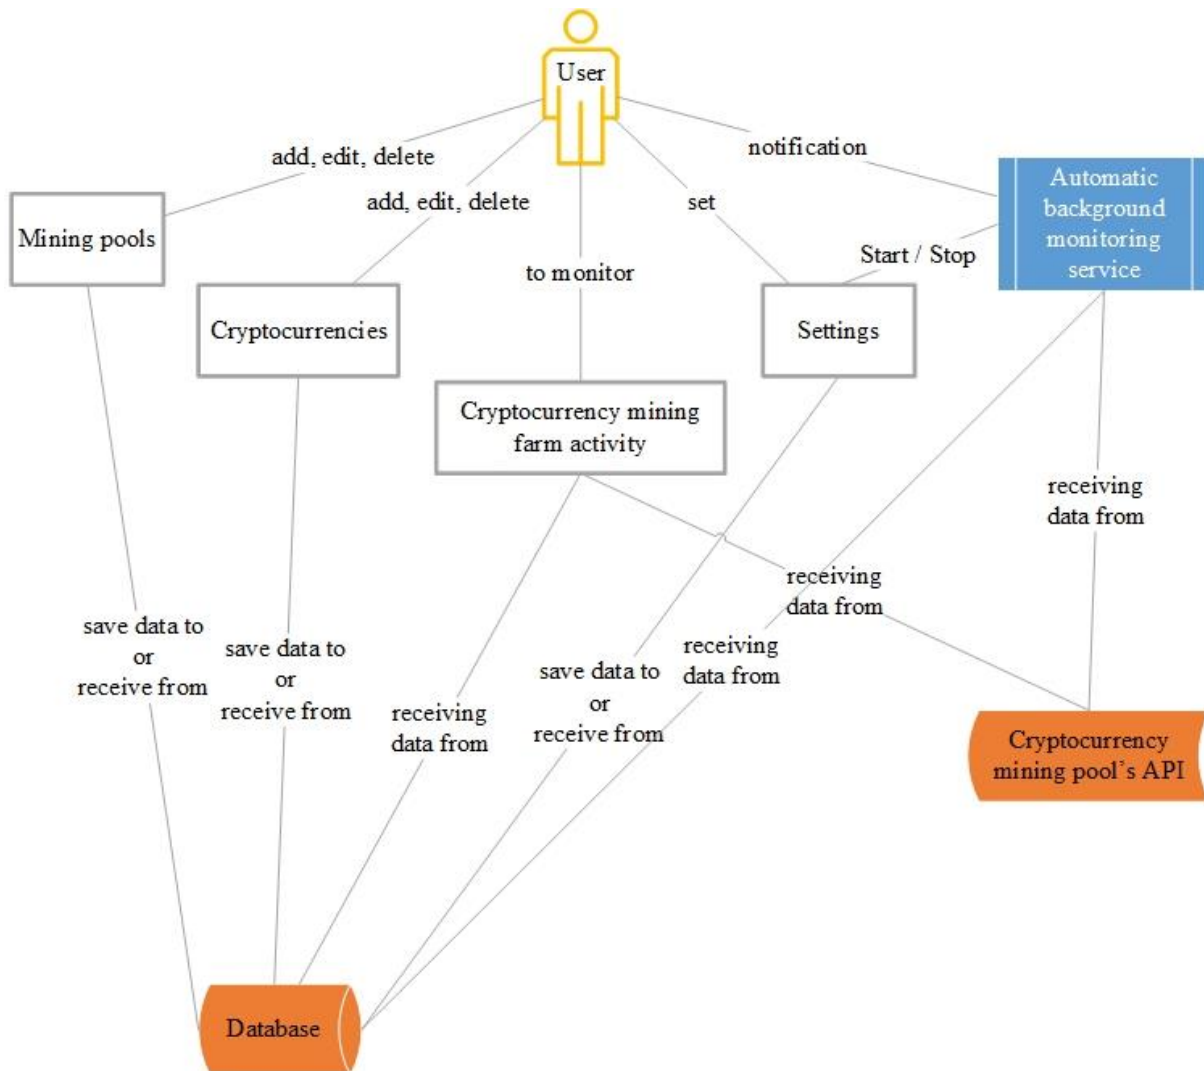 User
add, edit, delete
notification
Automatic
background
monitoring
service
add, edit, delete
set
Mining pools
Start / Stop
to monitor
Cryptocurrencies
Settings
Cryptocurrency mining
farm activity
receiving
data from
receiving
data from
save data to
or
receive from
save data to
or
receive from
receiving
data from
save data to
or
receive from
receiving
data from
Cryptocurrency
mining pool’s API
Database